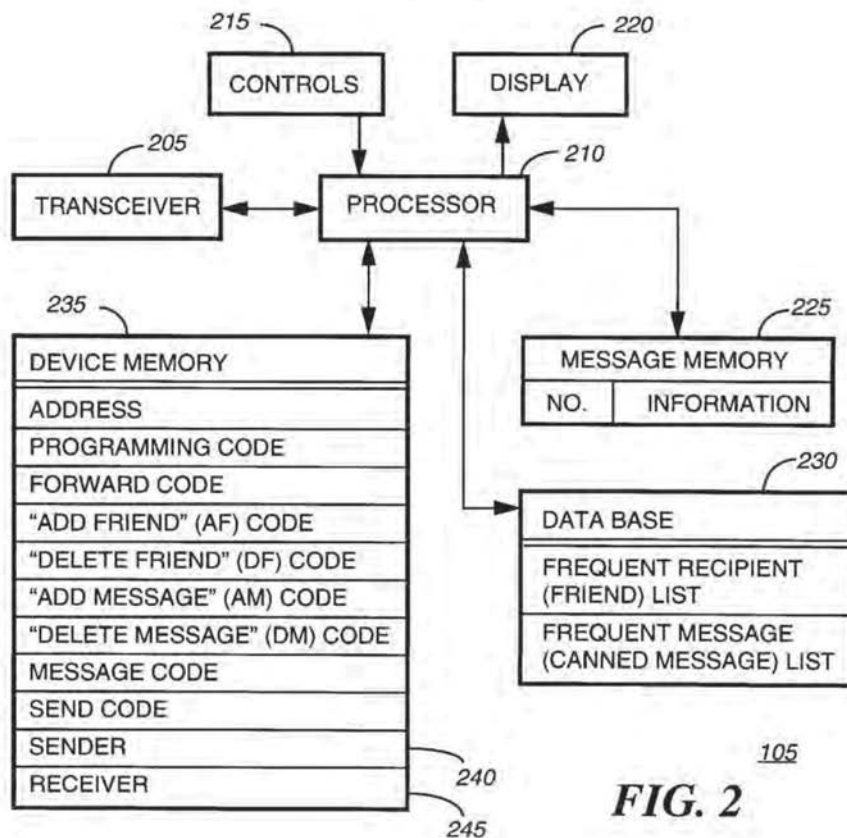 215
220
CONTROLS
DISPLAY
205
210
TRANSCEIVER
PROCESSOR
235
225
DEVICE MEMORY
MESSAGE MEMORY
ADDRESS
NO.
INFORMATION
PROGRAMMING CODE
FORWARD CODE
230
"ADD FRIEND" (AF) CODE
DATA BASE
"DELETE FRIEND" (DF) CODE
FREQUENT RECIPIENT
(FRIEND) LIST
"ADD MESSAGE" (AM) CODE
"DELETE MESSAGE" (DM) CODE
FREQUENT MESSAGE
(CANNED MESSAGE) LIST
MESSAGE CODE
SEND CODE
SENDER
240
105
RECEIVER
245
FIG. 2